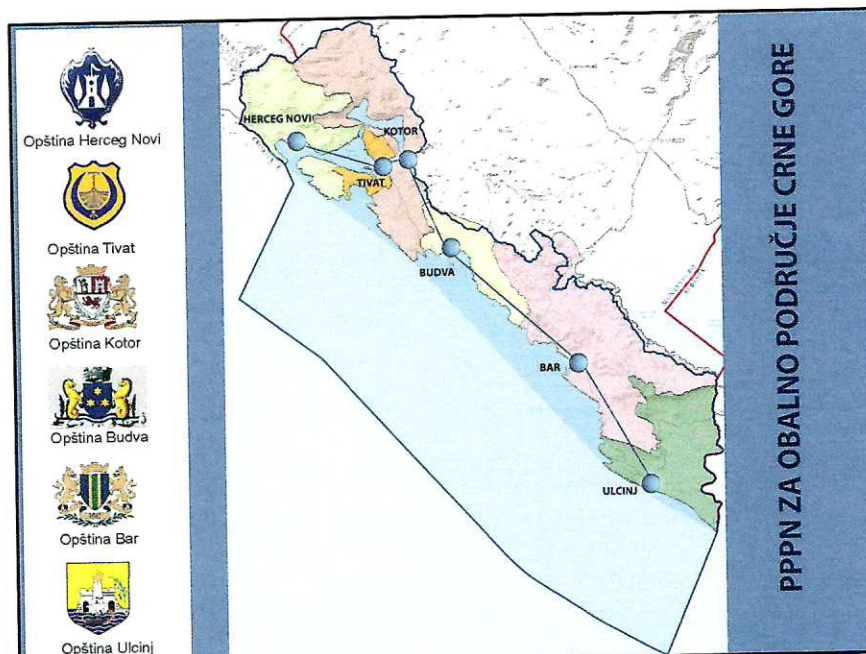 Opština Herceg Novi
Opština Tivat
Opština Kotor
Opština Budva
Opština Bar
Opština Ulcinj
HERCEG NOVI
KOTOR
TIVAT
BUDVA
BAR
ULCINJ
PPPN ZA OBALNO PODRUČJE CRNE GORE